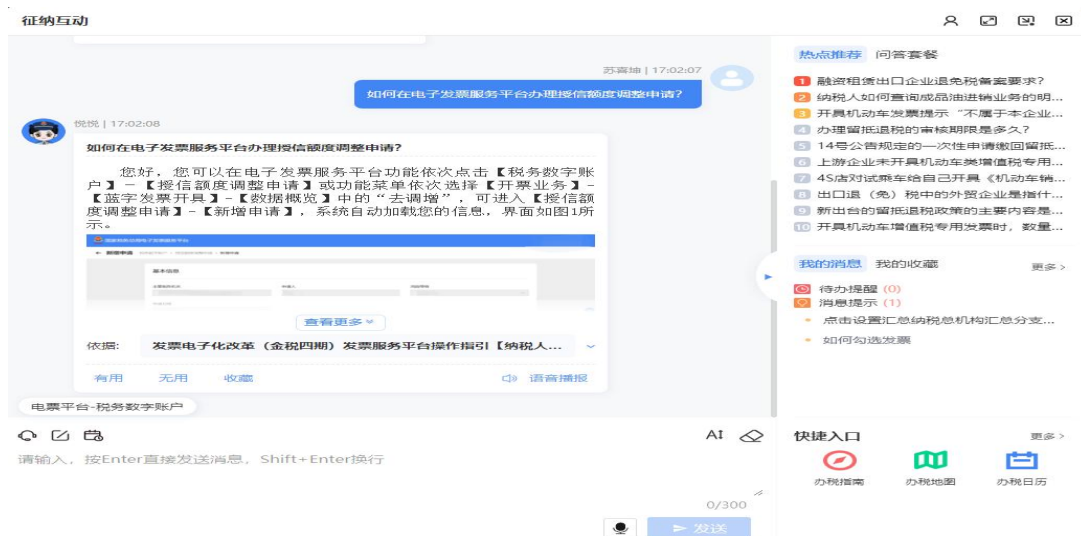 征纳互动
苏喜坤 | 17:02:07
如何在电子发票服务平台办理授信额度调整申请?
悦悦 | 17:02:08
如何在电子发票服务平台办理授信额度调整申请?
您好，您可以在电子发票服务平台功能依次点击【税务数字账
户】-【授信额度调整申请】或功能菜单依次选择【开票业务】-
【蓝字发票开具】-【数据概览】中的“去调增”，可进入【授信额
度调整申请】-【新增申请】，系统自动加载您的信息，界面如图1所
示。
新增申请
基本信息
查看更多
依据: 发票电子化改革（金税四期）发票服务平台操作指引【纳税人...
有用 无用 收藏 语音播报
电票平台-税务数字账户
AI
请输入，按Enter直接发送消息，Shift+Enter换行
0/300
发送
热点推荐 问答套餐
1 融资租赁出口企业退免税备案要求?
2 纳税人如何查询成品油进销业务的明...
3 开具机动车发票提示“不属于本企业...
4 办理留抵退税的审核期限是多久?
5 14号公告规定的一次性申请缴回留抵...
6 上游企业未开具机动车类增值税专用...
7 4S店对试乘车给自己开具《机动车销...
8 出口退（免）税中的外贸企业是指什...
9 新出台的留抵退税政策的主要内容是...
10 开具机动车增值税专用发票时，数量...
我的消息 我的收藏 更多 >
待办提醒 (0)
消息提示 (1)
点击设置汇总纳税总机构汇总分支...
如何勾选发票
快捷入口 更多 >
办税指南 办税地图 办税日历